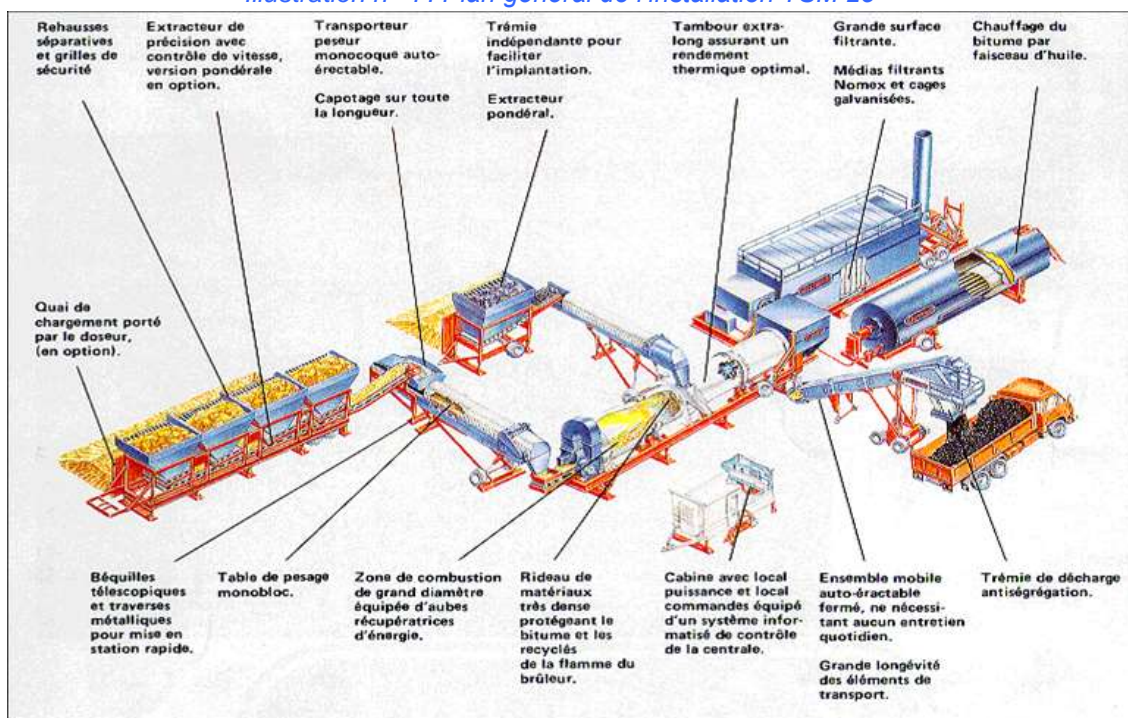 Rehausses
séparatives
et grilles de
sécurité
Extracteur de
précision avec
contrôle de vitesse,
version pondérale
en option.
Transporteur
peseur
monocoque auto-
érectable.
Capotage sur toute
la longueur.
Trémie
indépendante pour
faciliter
l'implantation.
Extracteur
pondéral.
Tambour extra-
long assurant un
rendement
thermique optimal.
Grande surface
filtrante.
Médias filtrants
Nomex et cages
galvanisées.
Chauffage du
bitume par
faisceau d'huile.
Quai de
chargement porté
par le doseur,
(en option).
Béquilles
télescopiques
et traverses
métalliques
pour mise en
station rapide.
Table de pesage
monobloc.
Zone de combustion
de grand diamètre
équipée d'aubes
récupératrices
d'énergie.
Rideau de
matériaux
très dense
protégeant le
bitume et les
recyclés
de la flamme du
brûleur.
Cabine avec local
puissance et local
commandes équipé
d'un système infor-
matisé de contrôle
de la centrale.
Ensemble mobile
auto-éractable
fermé, ne nécessi-
tant aucun entretien
quotidien.
Grande longévité
des éléments de
transport.
Trémie de décharge
antiségrégation.